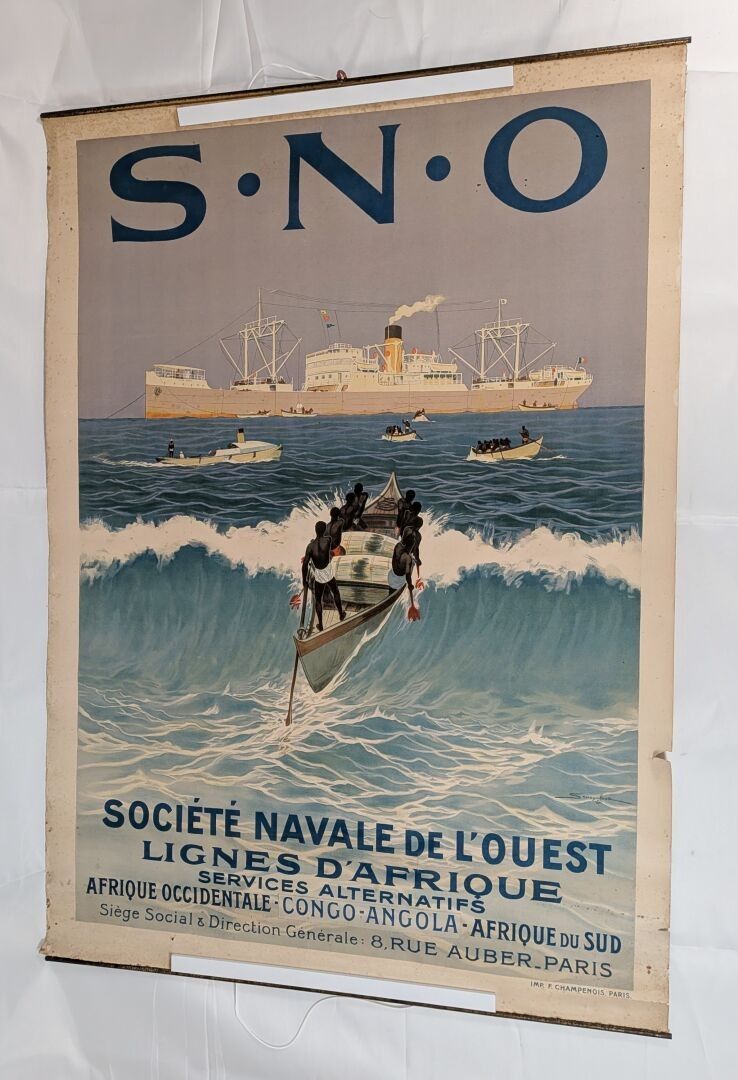 S·N·O
SOCIÉTÉ NAVALE DE L'OUEST
LIGNES D'AFRIQUE
SERVICES ALTERNATIFS
AFRIQUE OCCIDENTALE-CONGO-ANGOLA-AFRIQUE DU SUD
Siège Social & Direction Générale: 8, RUE AUBER_PARIS
IMP. F. CHAMPENOIS, PARIS.